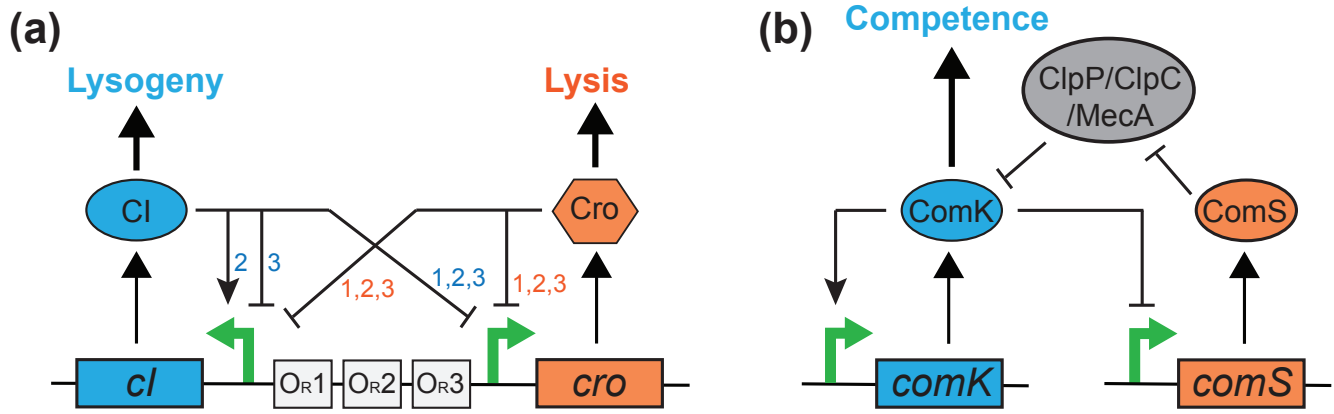 (a)
Lysogeny
Lysis
CI
Cro
2
3
1,2,3
1,2,3
1,2,3
cI
OR1
OR2
OR3
cro
(b)
Competence
ClpP/ClpC
/MecA
ComK
ComS
comK
comS